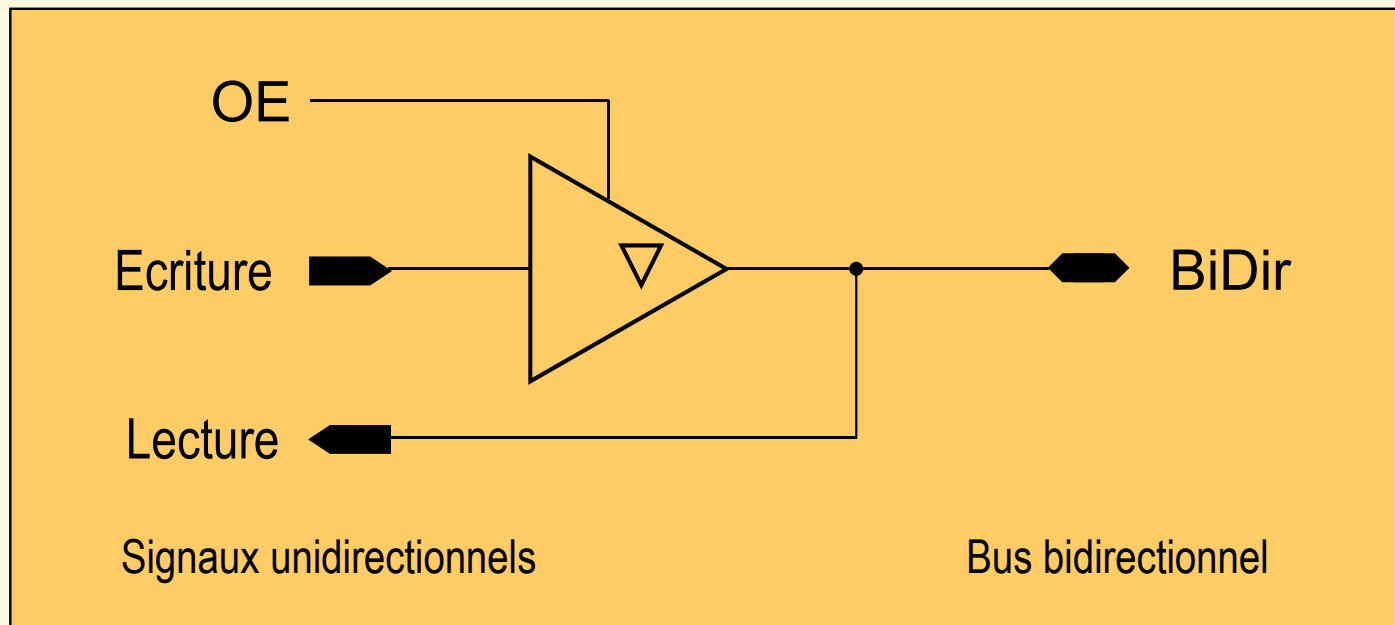 OE
Ecriture
BiDir
Lecture
Signaux unidirectionnels
Bus bidirectionnel